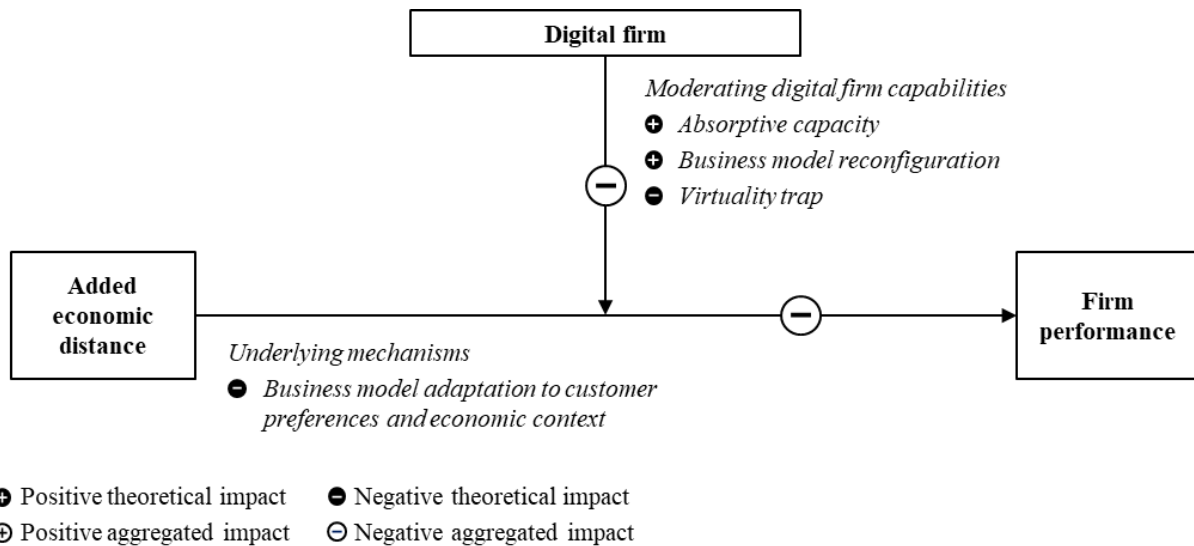 Digital firm
Moderating digital firm capabilities
Absorptive capacity
Business model reconfiguration
Virtuality trap
Added
economic
distance
Firm
performance
Underlying mechanisms
Business model adaptation to customer
preferences and economic context
Positive theoretical impact
Negative theoretical impact
Positive aggregated impact
Negative aggregated impact